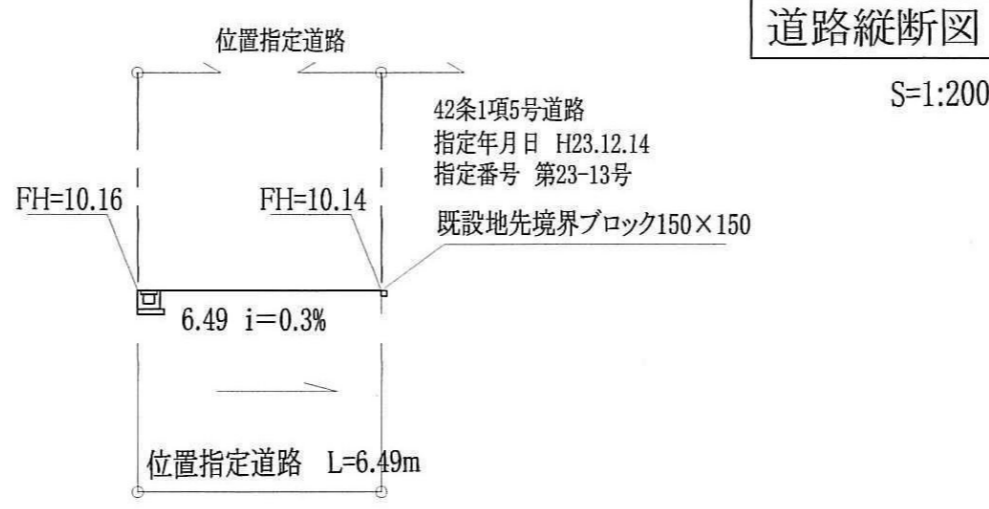 道路縦断図
S=1:200
位置指定道路
42条1項5号道路
指定年月日 H23.12.14
指定番号 第23-13号
FH=10.16
FH=10.14
既設地先境界ブロック150×150
6.49 i=0.3%
位置指定道路 L=6.49m